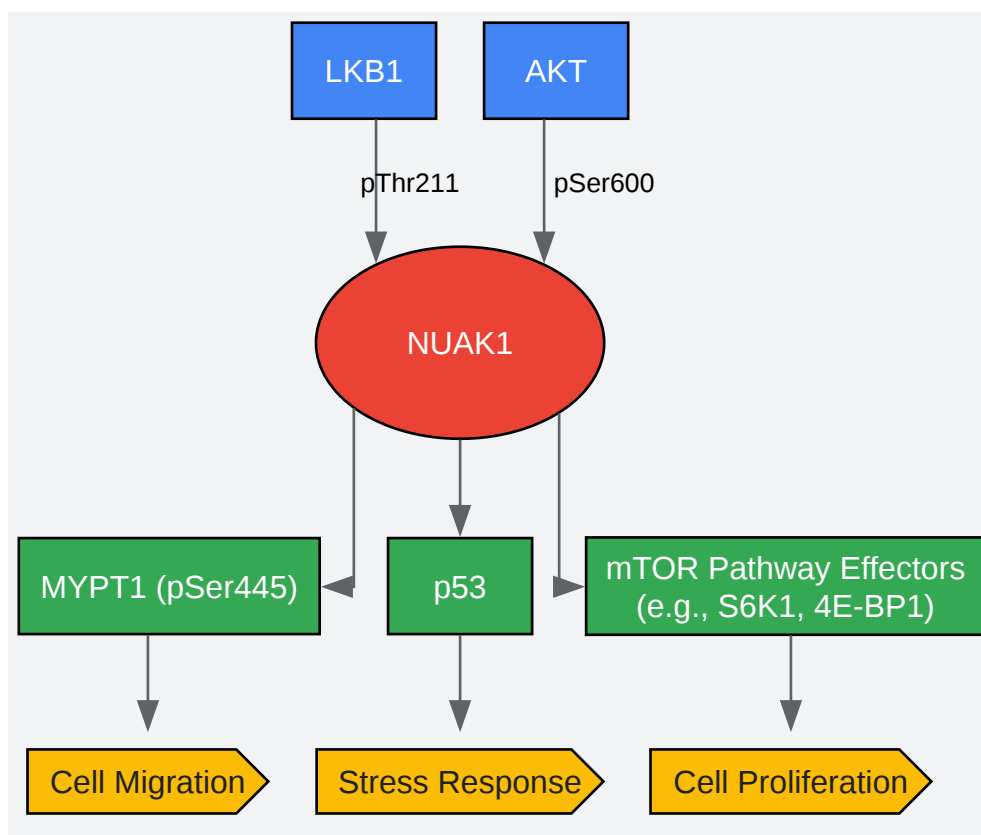 LKB1
AKT
pThr211
pSer600
NUAK1
MYPT1 (pSer445)
p53
mTOR Pathway Effectors
(e.g., S6K1, 4E-BP1)
Cell Migration
Stress Response
Cell Proliferation